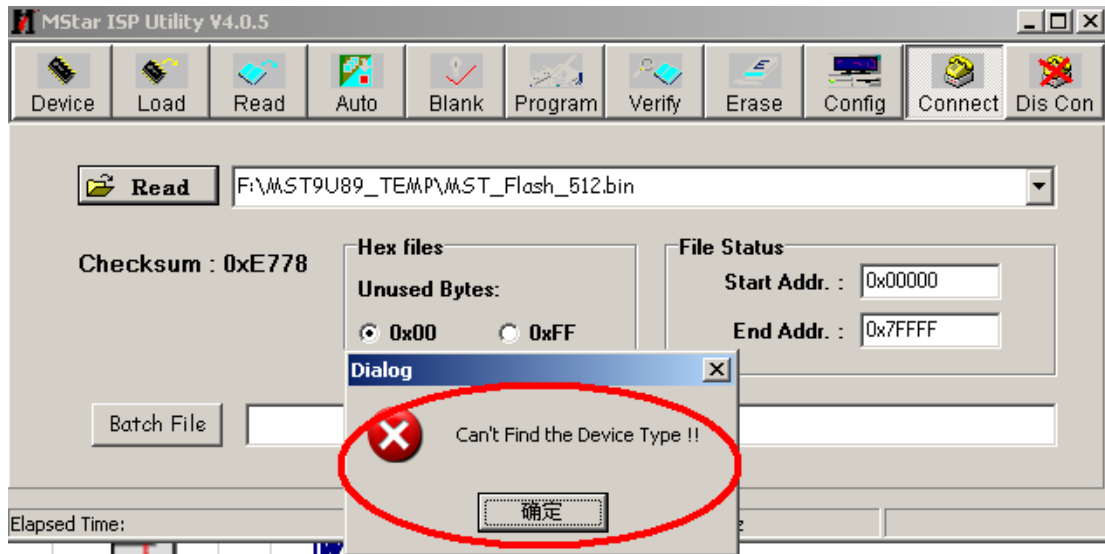 MStar ISP Utility V4.0.5
Device Load Read Auto Blank Program Verify Erase Config Connect Dis Con
Read F:\MST9U89_TEMP\MST_Flash_512.bin
Checksum : 0xE778
Hex files
Unused Bytes:
0x00 0xFF
File Status
Start Addr. : 0x00000
End Addr. : 0x7FFFF
Batch File
Dialog
Can't Find the Device Type !!
确定
Elapsed Time: